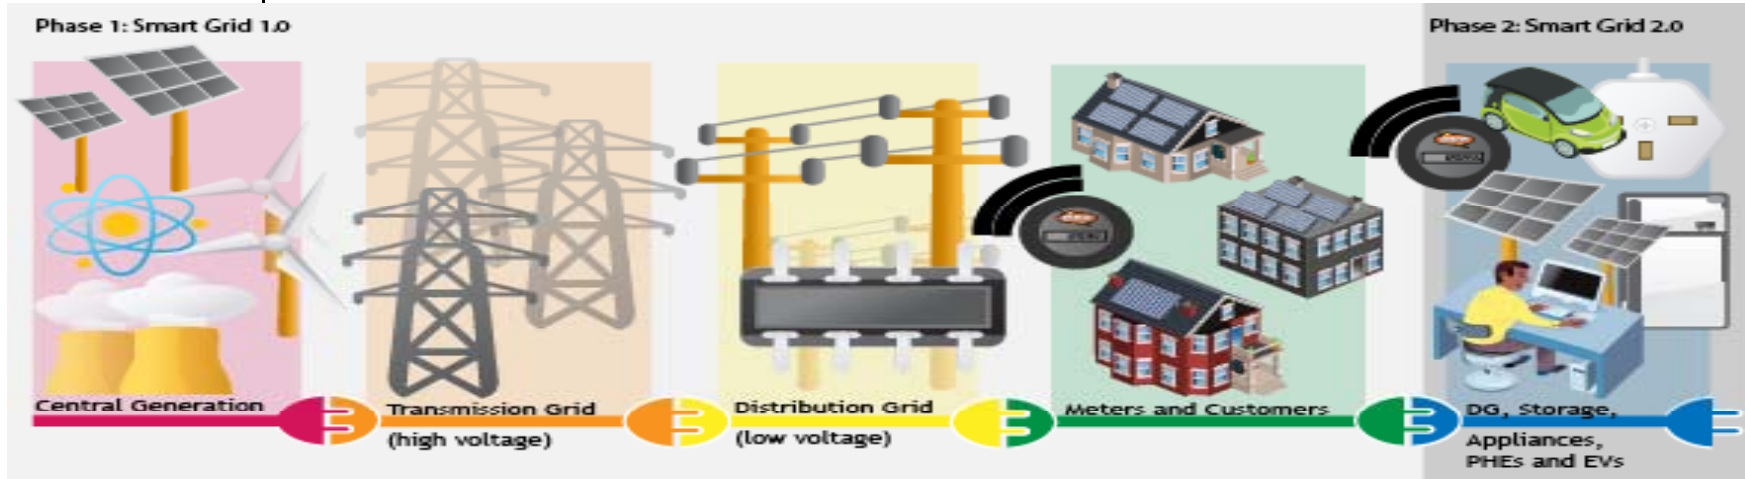 Phase 1: Smart Grid 1.0
Phase 2: Smart Grid 2.0
Central Generation
Transmission Grid
(high voltage)
Distribution Grid
(low voltage)
Meters and Customers
DG, Storage,
Appliances,
PHEs and EVs